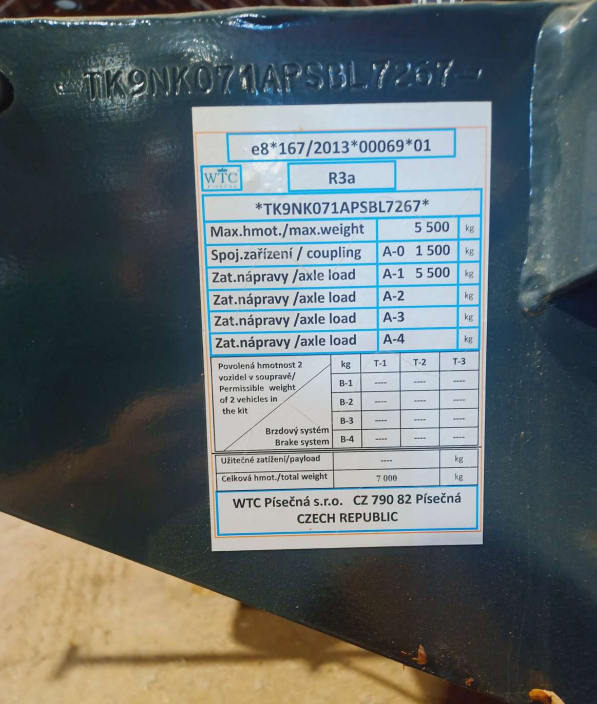 -TK9NK071APSBL7267-
e8*167/2013*00069*01
WTC
PÍSEČNÁ
R3a
*TK9NK071APSBL7267*
Max.hmot./max.weight 5 500 kg
Spoj.zařízení / coupling A-0 1 500 kg
Zat.nápravy /axle load A-1 5 500 kg
Zat.nápravy /axle load A-2 kg
Zat.nápravy /axle load A-3 kg
Zat.nápravy /axle load A-4 kg
Povolená hmotnost 2
vozidel v soupravě/
Permissible weight
of 2 vehicles in
the kit
Brzdový systém
Brake system
kg T-1 T-2 T-3
B-1 ---- ---- ----
B-2 ---- ---- ----
B-3 ---- ---- ----
B-4 ---- ---- ----
Užitečné zatížení/payload ---- kg
Celková hmot./total weight 7 000 kg
WTC Písečná s.r.o. CZ 790 82 Písečná
CZECH REPUBLIC